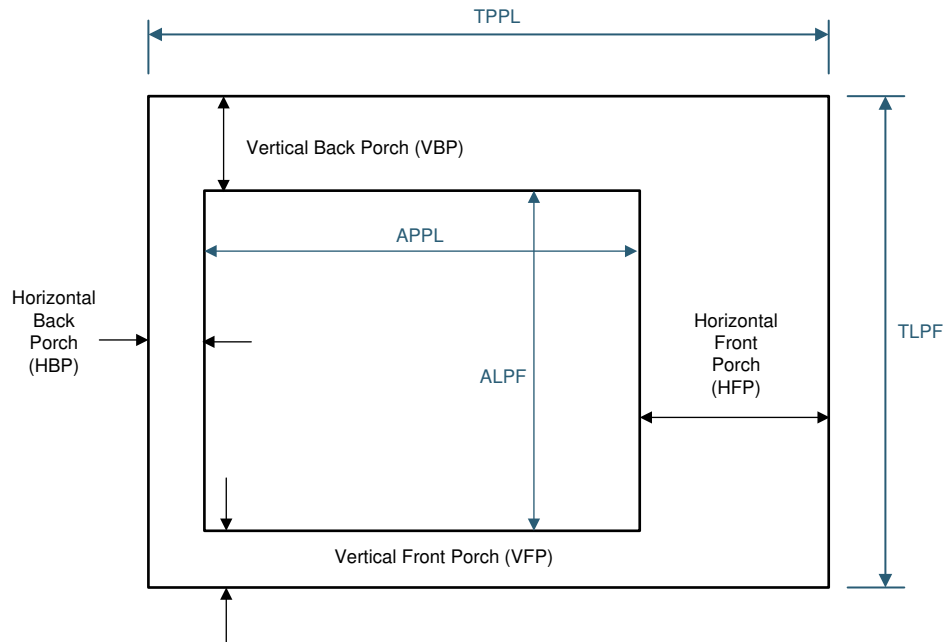 TPPL
Vertical Back Porch (VBP)
APPL
Horizontal
Back
Porch
(HBP)
ALPF
Horizontal
Front
Porch
(HFP)
TLPF
Vertical Front Porch (VFP)